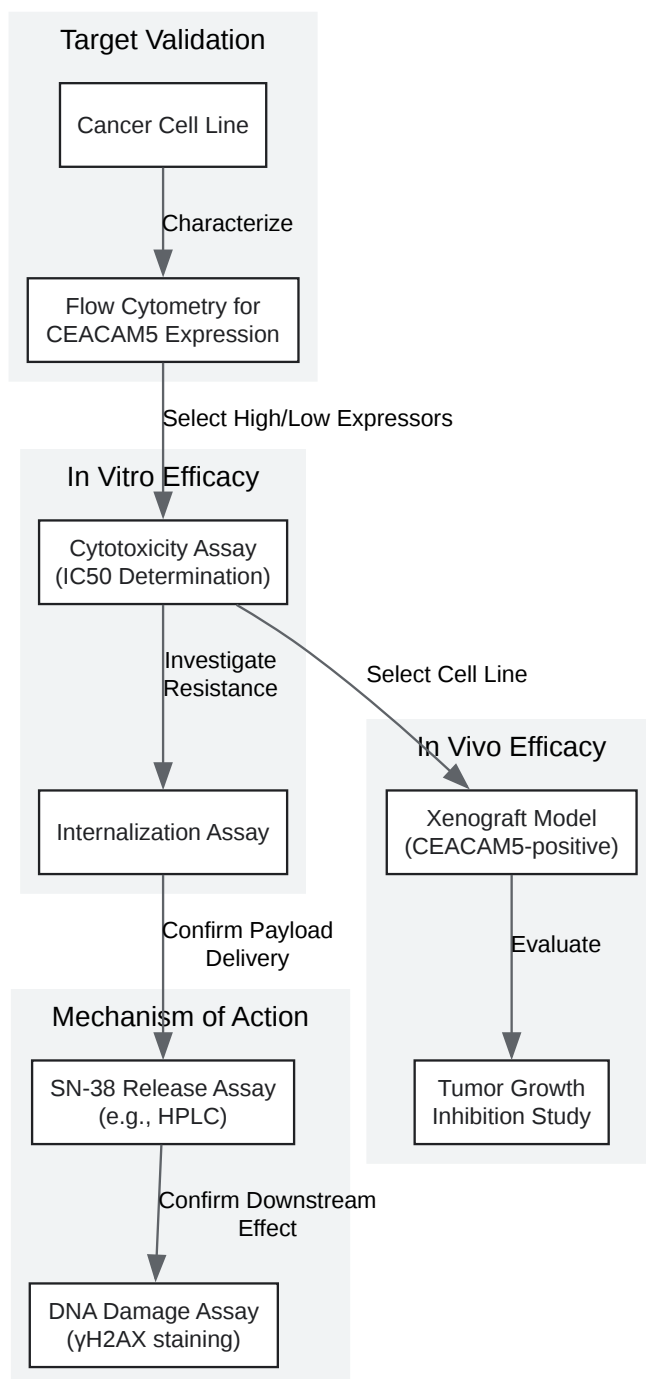 Target Validation
Cancer Cell Line
Characterize
Flow Cytometry for
CEACAM5 Expression
Select High/Low Expressors
In Vitro Efficacy
Cytotoxicity Assay
(IC50 Determination)
Investigate
Resistance
Select Cell Line
In Vivo Efficacy
Internalization Assay
Xenograft Model
(CEACAM5-positive)
Confirm Payload
Delivery
Evaluate
Mechanism of Action
SN-38 Release Assay
(e.g., HPLC)
Tumor Growth
Inhibition Study
Confirm Downstream
Effect
DNA Damage Assay
(γH2AX staining)